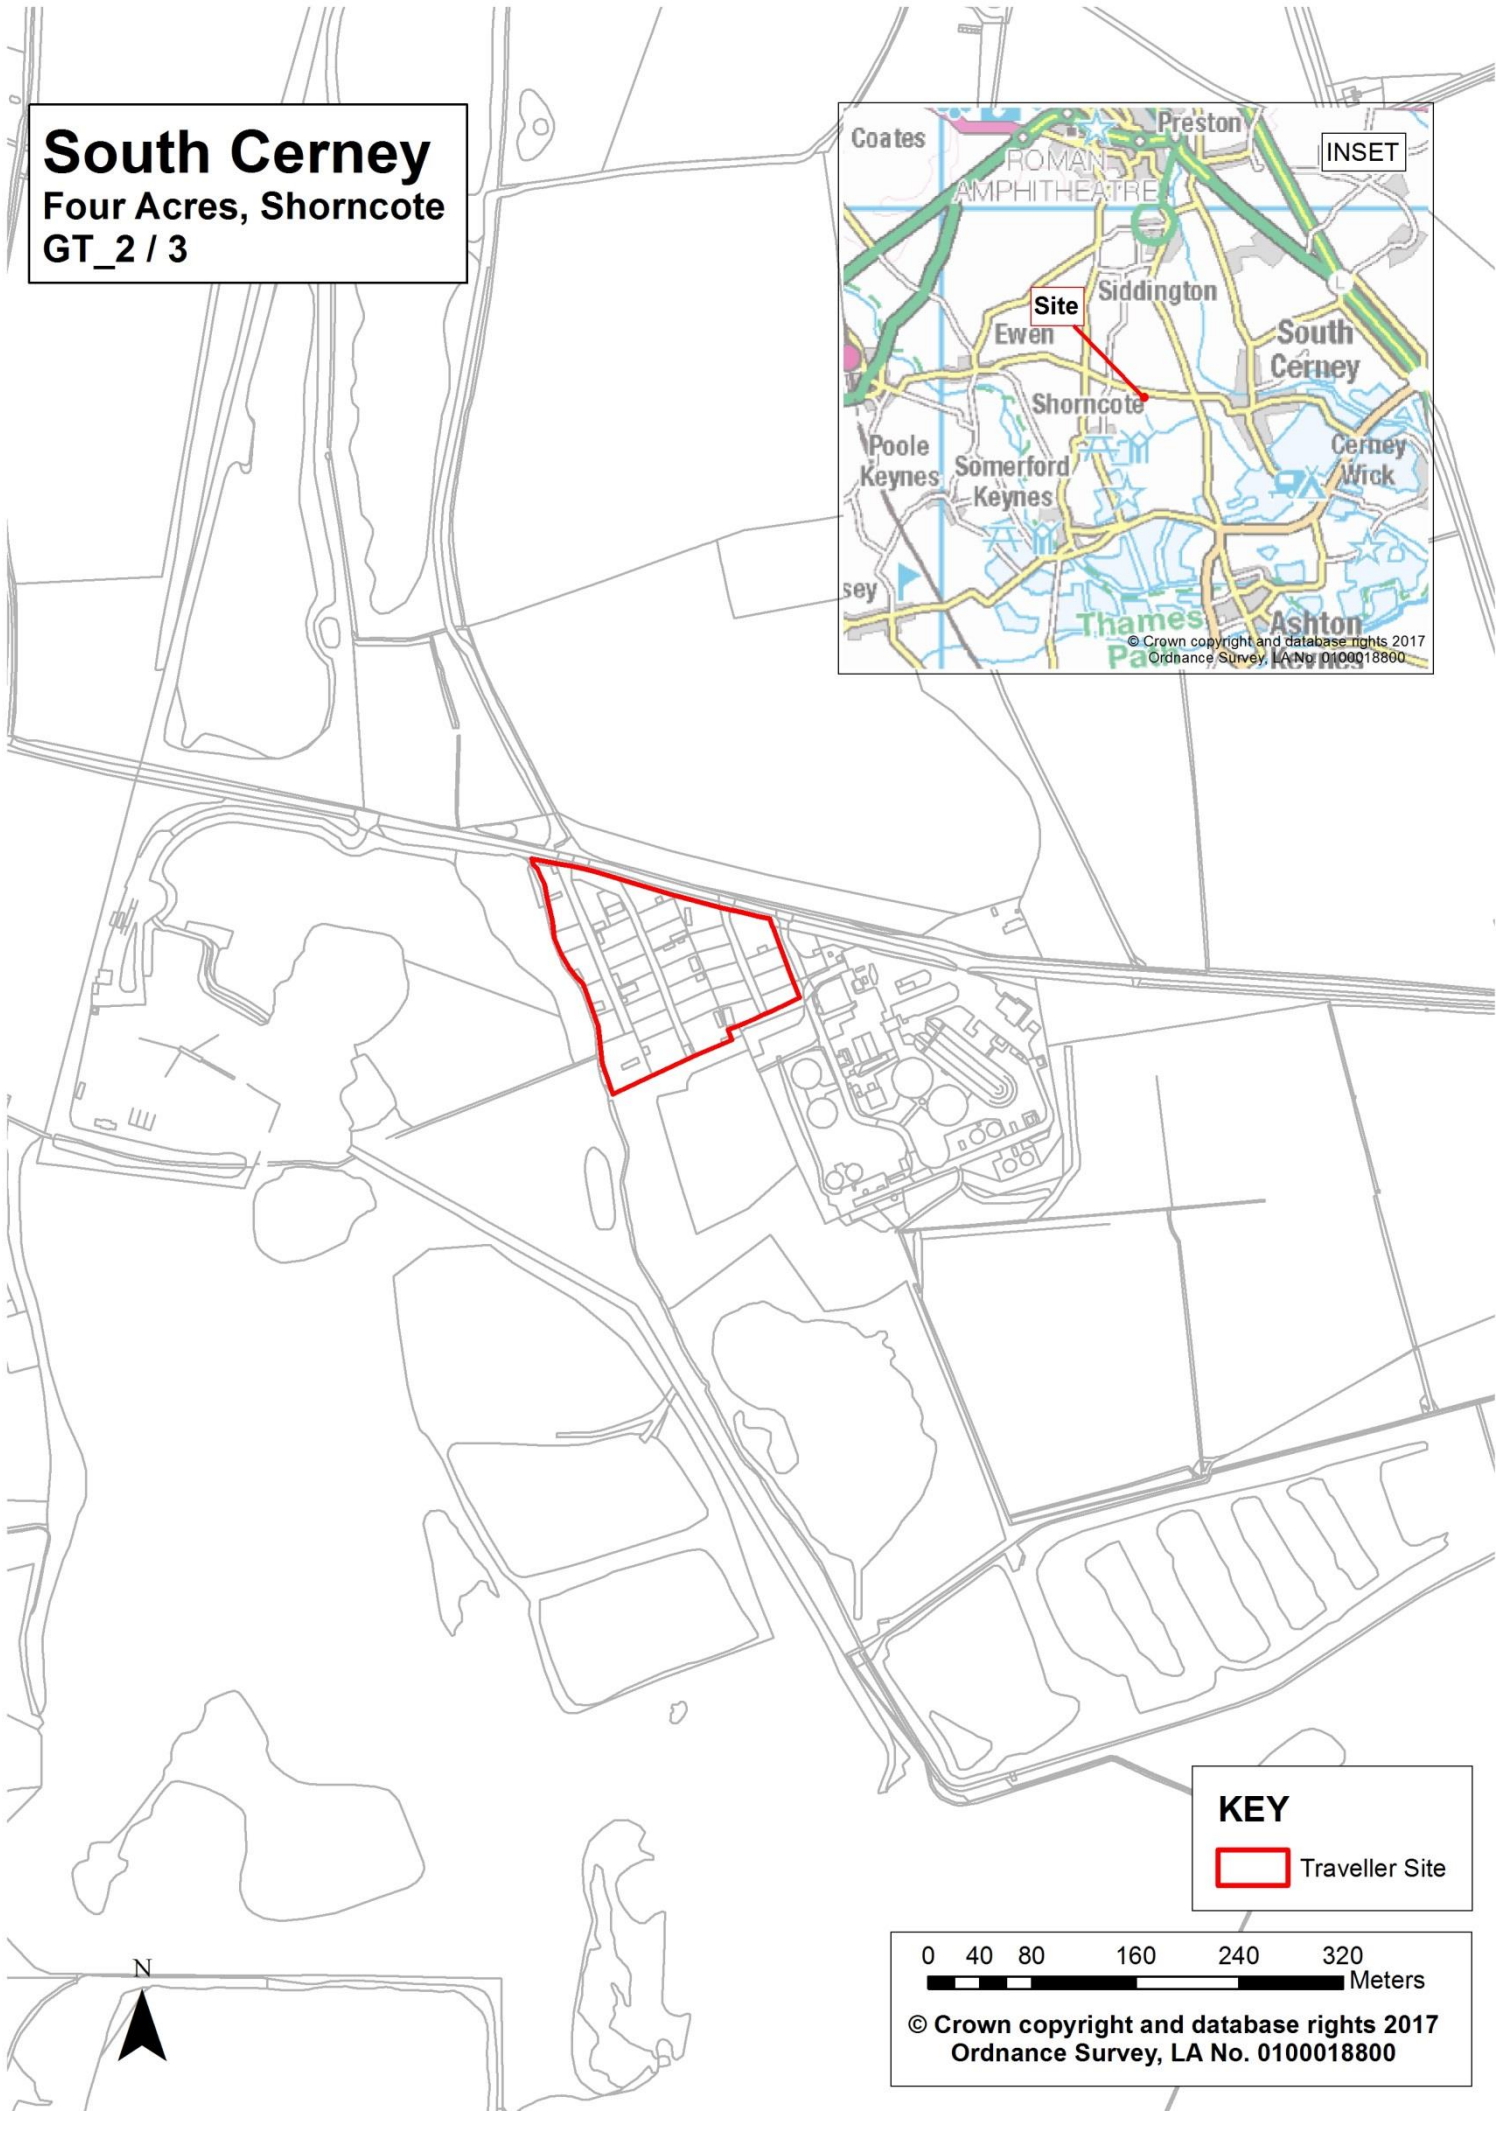 South Cerney
Four Acres, Shorncote
GT_2 / 3
INSET
Coates
Preston
ROMAN
AMPHITHEATRE
Site
Siddington
Ewen
South
Cerney
Shorncote
Poole
Keynes
Somerford
Keynes
Cerney
Wick
sey
Thames
Path
Ashton
Keynes
© Crown copyright and database rights 2017
Ordnance Survey, LA No. 0100018800
KEY
Traveller Site
0 40 80 160 240 320
Meters
© Crown copyright and database rights 2017
Ordnance Survey, LA No. 0100018800
N
L